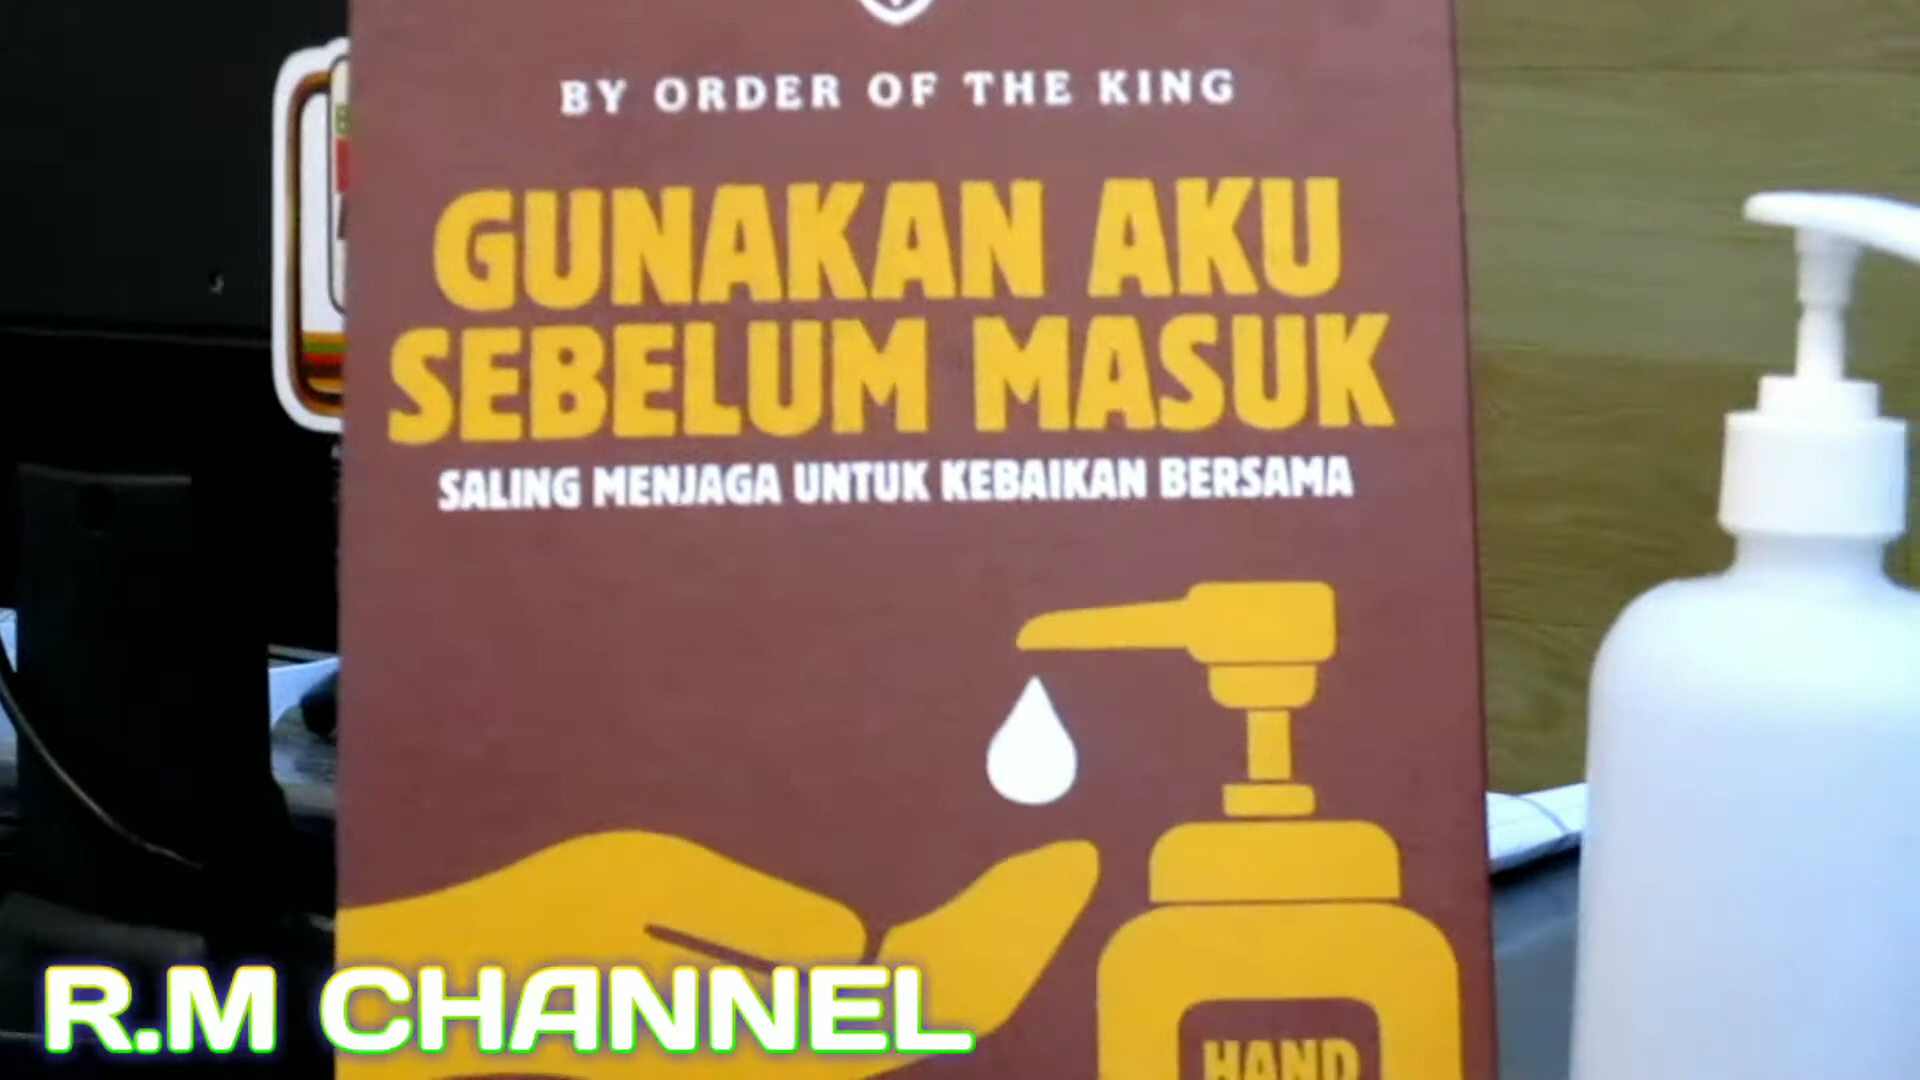 BY ORDER OF THE KING
GUNAKAN AKU
SEBELUM MASUK
SALING MENJAGA UNTUK KEBAIKAN BERSAMA
HAND
R.M CHANNEL